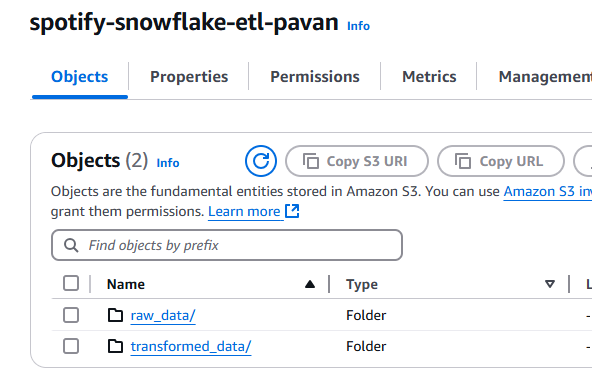 spotify-snowflake-etl-pavan Info
Objects Properties Permissions Metrics Management
Objects (2) Info Copy S3 URI Copy URL
Objects are the fundamental entities stored in Amazon S3. You can use Amazon S3
grant them permissions. Learn more
Find objects by prefix
Name Type
raw_data/ Folder -
transformed_data/ Folder -